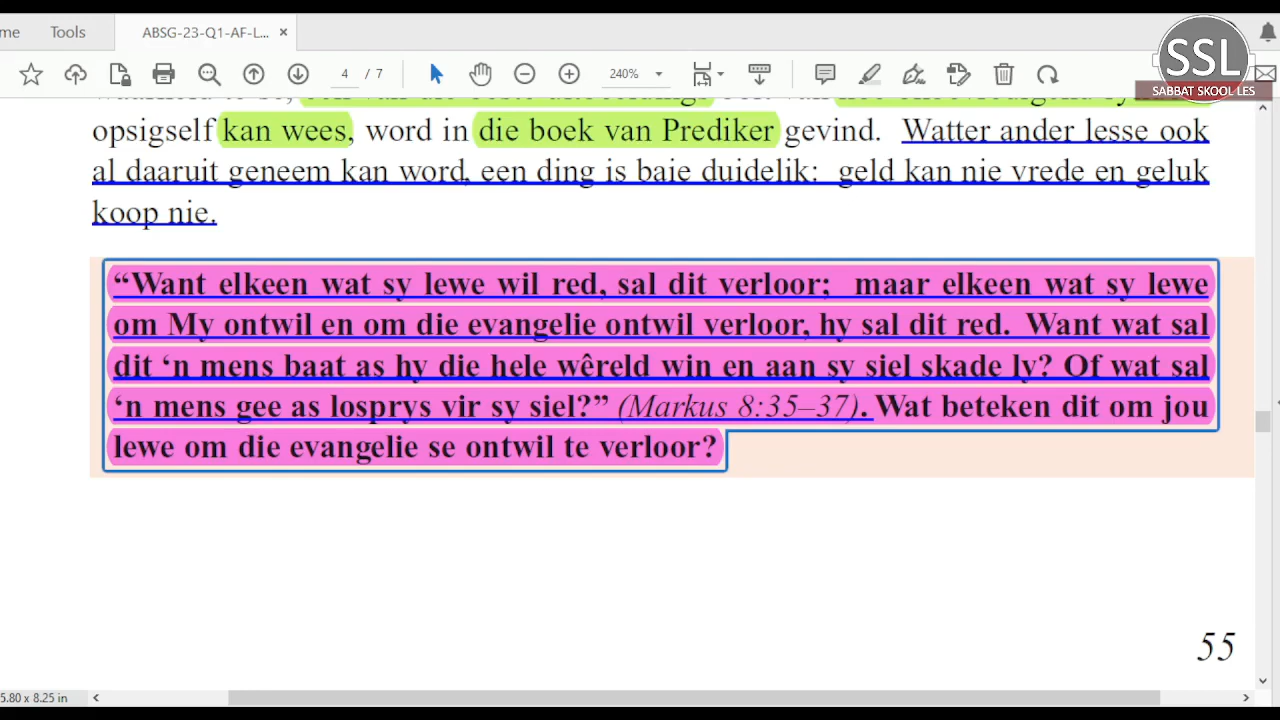 me Tools ABSG-23-Q1-AF-L... ×
SSL
SABBAT SKOOL LES
4 / 7 240%
opsigself kan wees, word in die boek van Prediker gevind. Watter ander lesse ook
al daaruit geneem kan word, een ding is baie duidelik: geld kan nie vrede en geluk
koop nie.
“Want elkeen wat sy lewe wil red, sal dit verloor; maar elkeen wat sy lewe
om My ontwil en om die evangelie ontwil verloor, hy sal dit red. Want wat sal
dit ‘n mens baat as hy die hele wêreld win en aan sy siel skade ly? Of wat sal
‘n mens gee as losprys vir sy siel?” (Markus 8:35–37). Wat beteken dit om jou
lewe om die evangelie se ontwil te verloor?
55
5.80 x 8.25 in